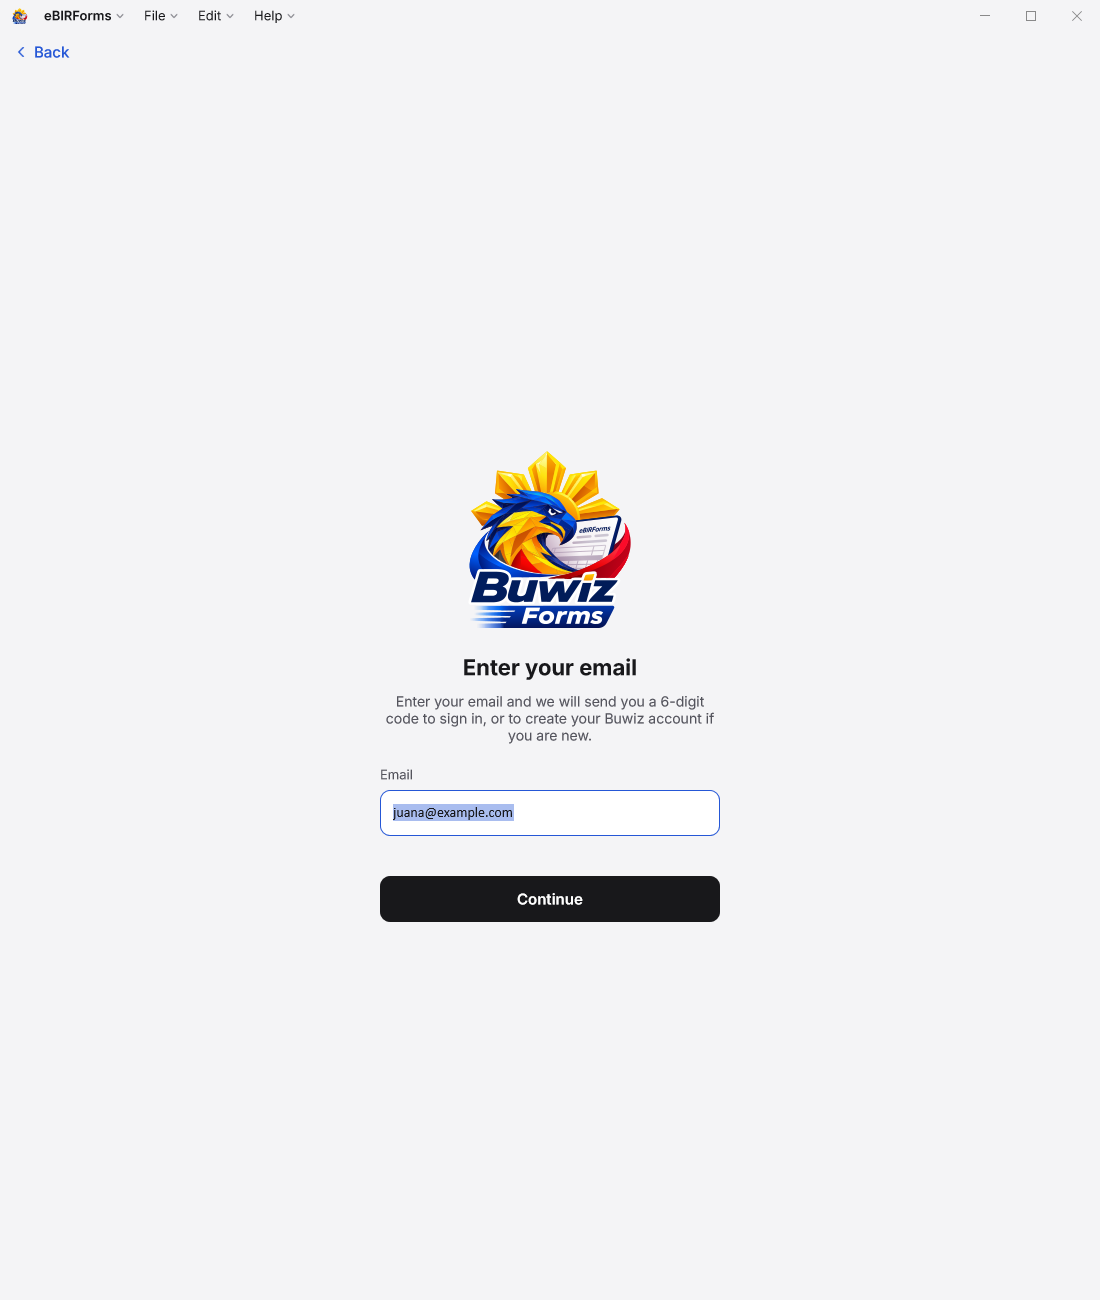 eBIRForms File Edit Help
Back
eBIRForms
Buwiz
Forms
Enter your email
Enter your email and we will send you a 6-digit
code to sign in, or to create your Buwiz account if
you are new.
Email
juana@example.com
Continue